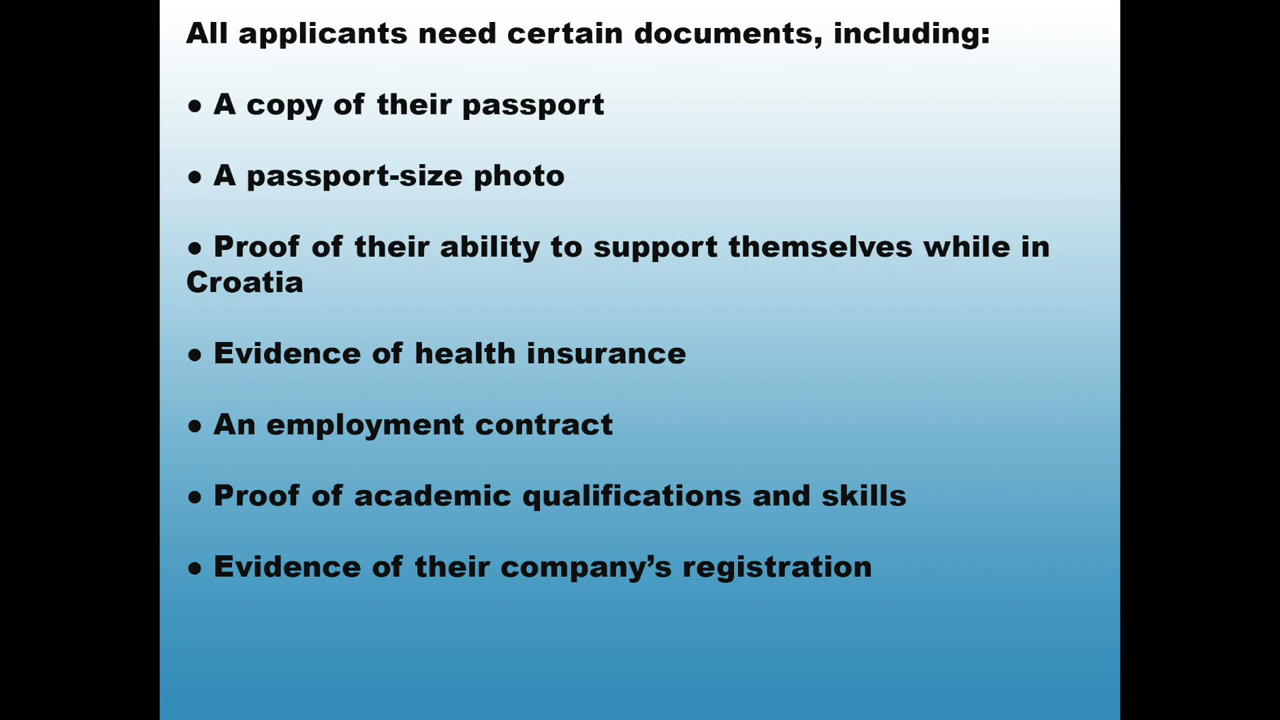 All applicants need certain documents, including:
● A copy of their passport
● A passport-size photo
● Proof of their ability to support themselves while in
Croatia
● Evidence of health insurance
● An employment contract
● Proof of academic qualifications and skills
● Evidence of their company’s registration